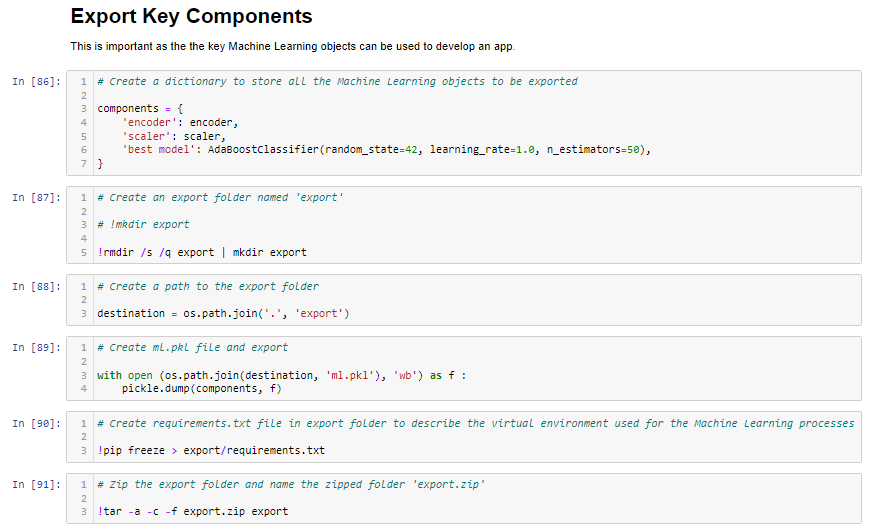 Export Key Components
This is important as the the key Machine Learning objects can be used to develop an app.
In [86]:
1 # Create a dictionary to store all the Machine Learning objects to be exported
2
3 components = {
4     'encoder': encoder,
5     'scaler': scaler,
6     'best model': AdaBoostClassifier(random_state=42, learning_rate=1.0, n_estimators=50),
7 }
In [87]:
1 # Create an export folder named 'export'
2
3 # !mkdir export
4
5 !rmdir /s /q export | mkdir export
In [88]:
1 # Create a path to the export folder
2
3 destination = os.path.join('.', 'export')
In [89]:
1 # Create ml.pkl file and export
2
3 with open (os.path.join(destination, 'ml.pkl'), 'wb') as f :
4     pickle.dump(components, f)
In [90]:
1 # Create requirements.txt file in export folder to describe the virtual environment used for the Machine Learning processes
2
3 !pip freeze > export/requirements.txt
In [91]:
1 # Zip the export folder and name the zipped folder 'export.zip'
2
3 !tar -a -c -f export.zip export